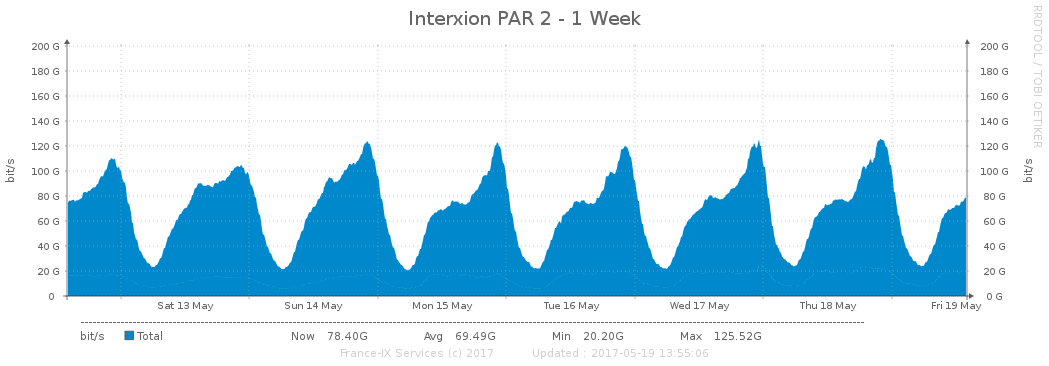 Interxion PAR 2 - 1 Week
RRDTOOL / TOBI OETIKER
200 G 200 G
180 G 180 G
160 G 160 G
140 G 140 G
120 G 120 G
100 G 100 G
80 G 80 G
60 G 60 G
40 G 40 G
20 G 20 G
0 0 G
bit/s
bit/s
Sat 13 May Sun 14 May Mon 15 May Tue 16 May Wed 17 May Thu 18 May Fri 19 May
bit/s Total Now 78.40G Avg 69.49G Min 20.20G Max 125.52G
France-IX Services (c) 2017 Updated : 2017-05-19 13:55:06